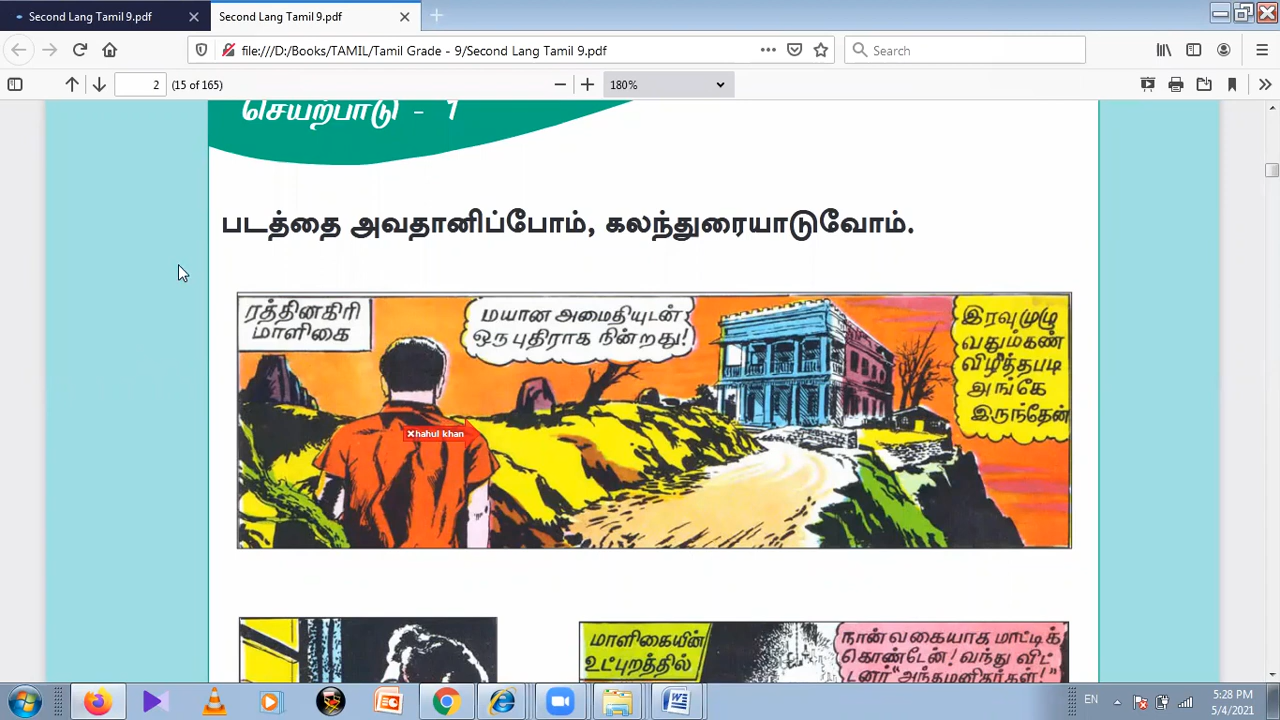 Second Lang Tamil 9.pdf
Second Lang Tamil 9.pdf
file:///D:/Books/TAMIL/Tamil Grade - 9/Second Lang Tamil 9.pdf
Search
2 (15 of 165)
180%
செயற்பாடு - 1
படத்தை அவதானிப்போம், கலந்துரையாடுவோம்.
ரத்தினகிரி
மாளிகை
மயான அமைதியுடன்
ஒரு புதிராக நின்றது!
இரவுமுழு
வதும்கண்
விழித்தபடி
அங்கே
இருந்தேன்
hahul khan
மாளிகையின்
உட்புறத்தில்
நான் வகையாக மாட்டிக்
கொண்டேன்! வந்து விட்
டனர் "அந்தமனிதர்கள்!"
EN
5:28 PM
5/4/2021